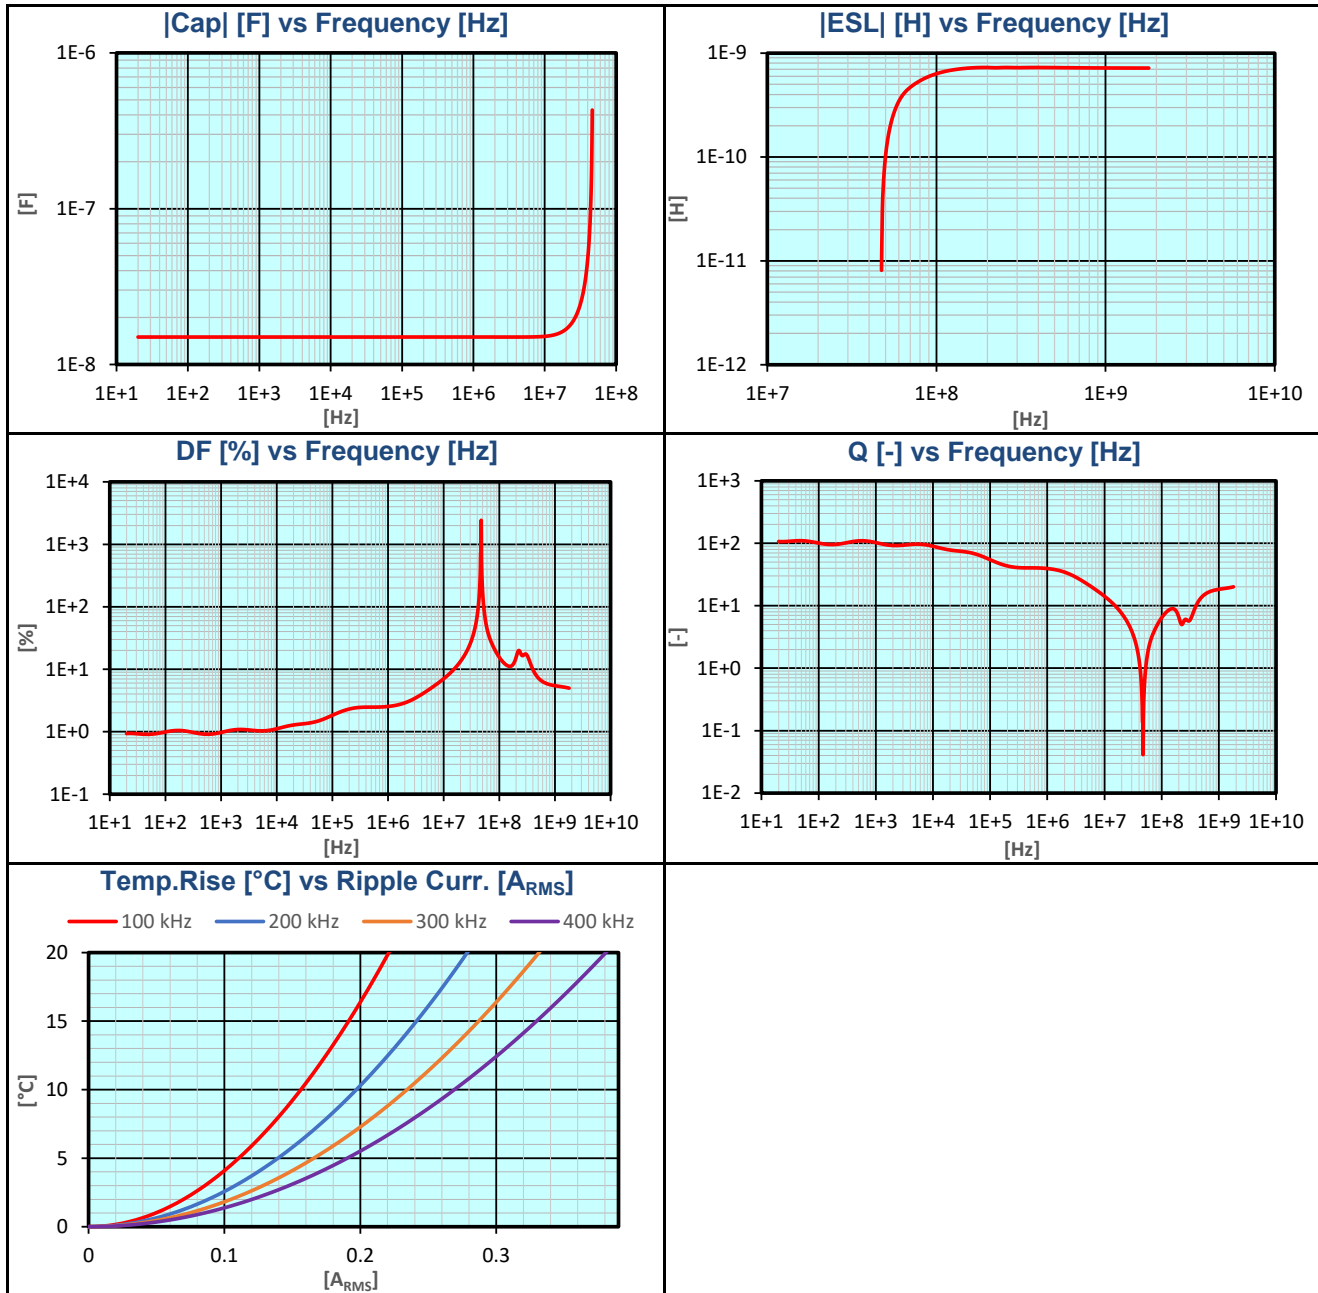 |Cap| [F] vs Frequency [Hz]
1E-6
1E-7
1E-8
[F]
1E+1 1E+2 1E+3 1E+4 1E+5 1E+6 1E+7 1E+8
[Hz]
|ESL| [H] vs Frequency [Hz]
1E-9
1E-10
1E-11
1E-12
[H]
1E+7 1E+8 1E+9 1E+10
[Hz]
DF [%] vs Frequency [Hz]
1E+4
1E+3
1E+2
1E+1
1E+0
1E-1
[%]
1E+1 1E+2 1E+3 1E+4 1E+5 1E+6 1E+7 1E+8 1E+9 1E+10
[Hz]
Q [-] vs Frequency [Hz]
1E+3
1E+2
1E+1
1E+0
1E-1
1E-2
[-]
1E+1 1E+2 1E+3 1E+4 1E+5 1E+6 1E+7 1E+8 1E+9 1E+10
[Hz]
Temp.Rise [°C] vs Ripple Curr. [ARMS]
100 kHz 200 kHz 300 kHz 400 kHz
20
15
10
5
0
[°C]
0 0.1 0.2 0.3
[ARMS]